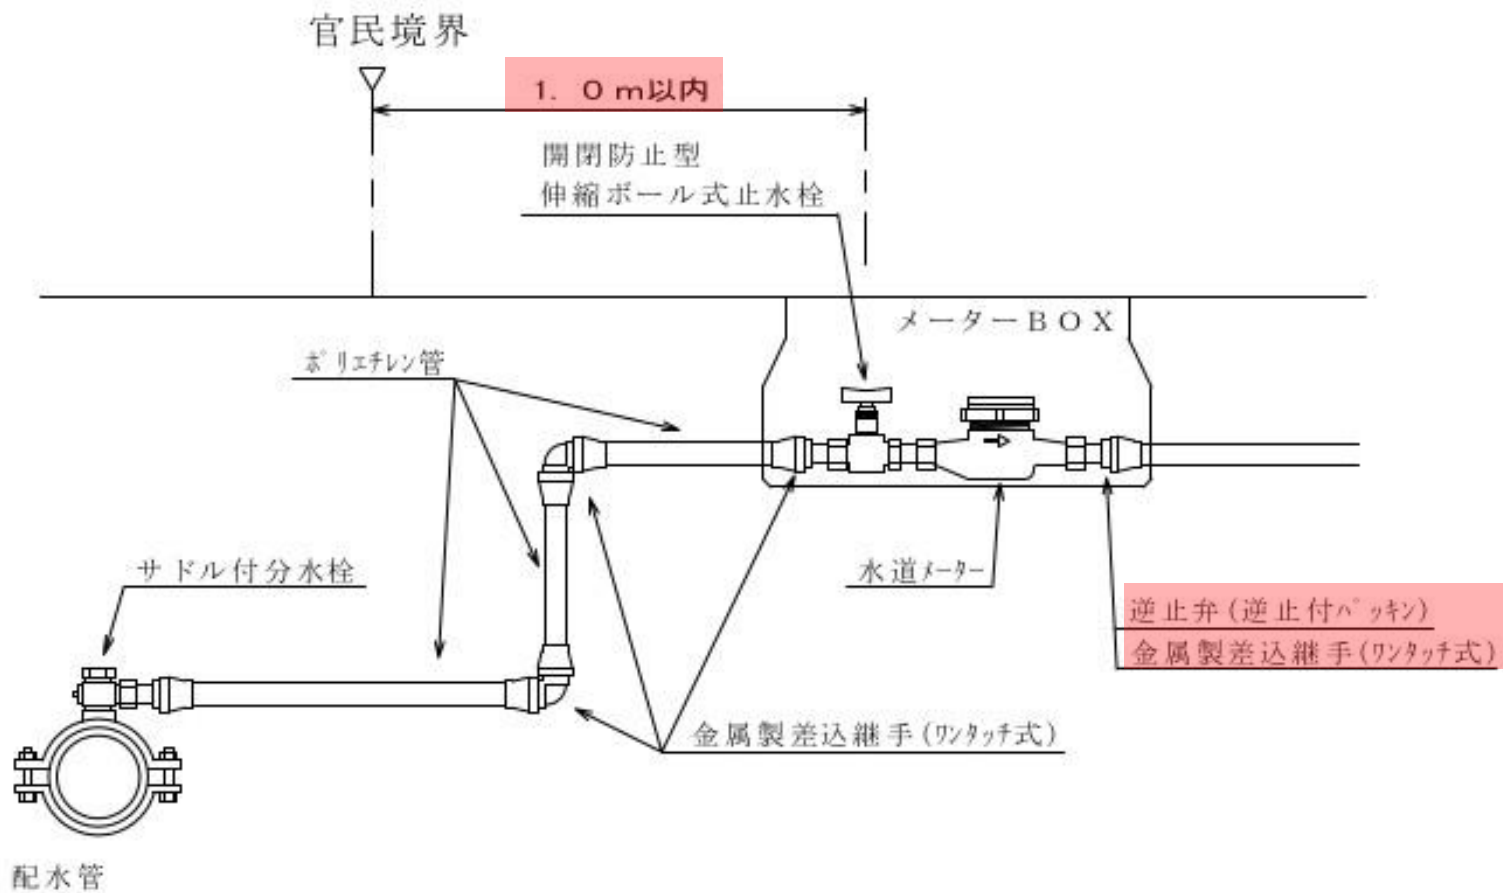 官民境界
1.0m以内
開閉防止型
伸縮ボール式止水栓
メーターBOX
ポリエチレン管
サドル付分水栓
水道メーター
逆止弁(逆止付パッキン)
金属製差込継手(ワンタッチ式)
金属製差込継手(ワンタッチ式)
配水管